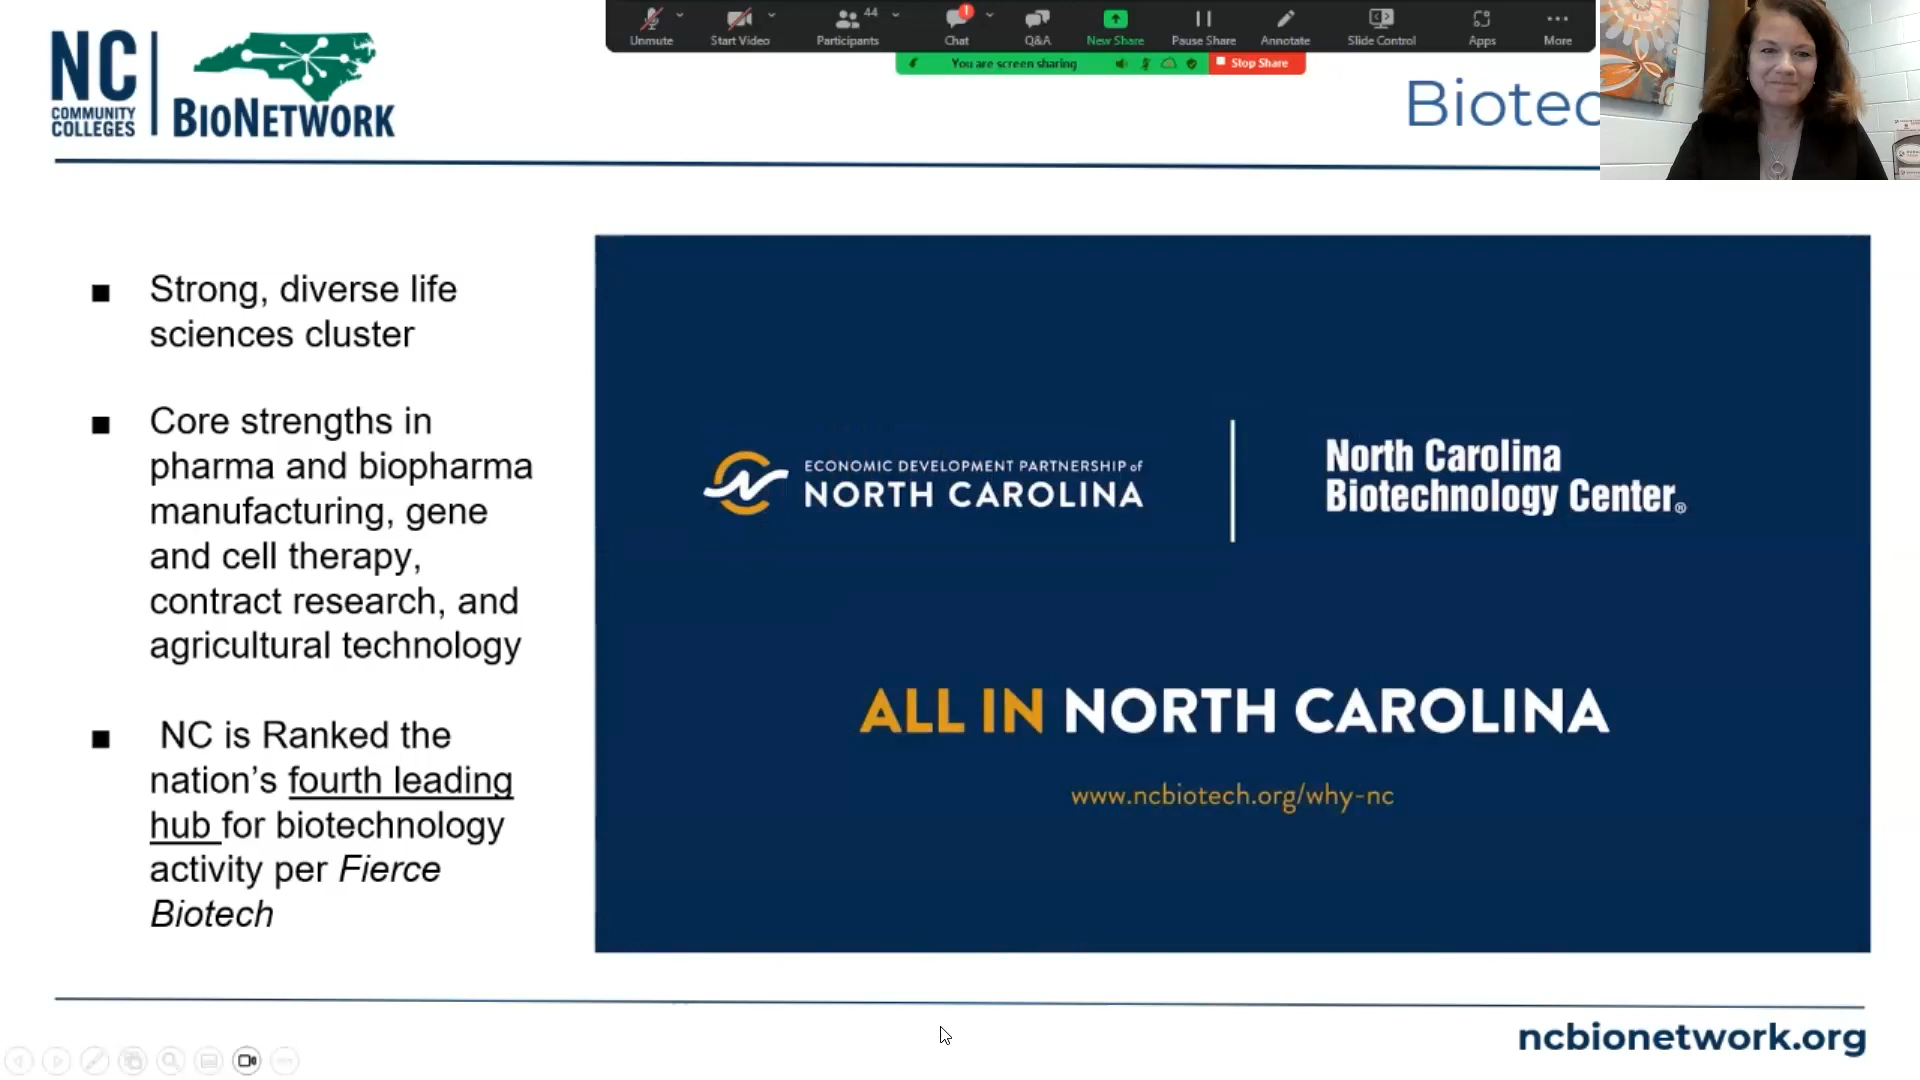 Unmute
Start Video
44
Participants
1
Chat
Q&A
New Share
Pause Share
Annotate
Slide Control
Apps
More
You are screen sharing
Stop Share
NC
COMMUNITY
COLLEGES
BIONETWORK
■ Strong, diverse life
sciences cluster
■ Core strengths in
pharma and biopharma
manufacturing, gene
and cell therapy,
contract research, and
agricultural technology
■ NC is Ranked the
nation’s fourth leading
hub for biotechnology
activity per Fierce
Biotech
ECONOMIC DEVELOPMENT PARTNERSHIP of
NORTH CAROLINA
North Carolina
Biotechnology Center®
ALL IN NORTH CAROLINA
www.ncbiotech.org/why-nc
ncbionetwork.org